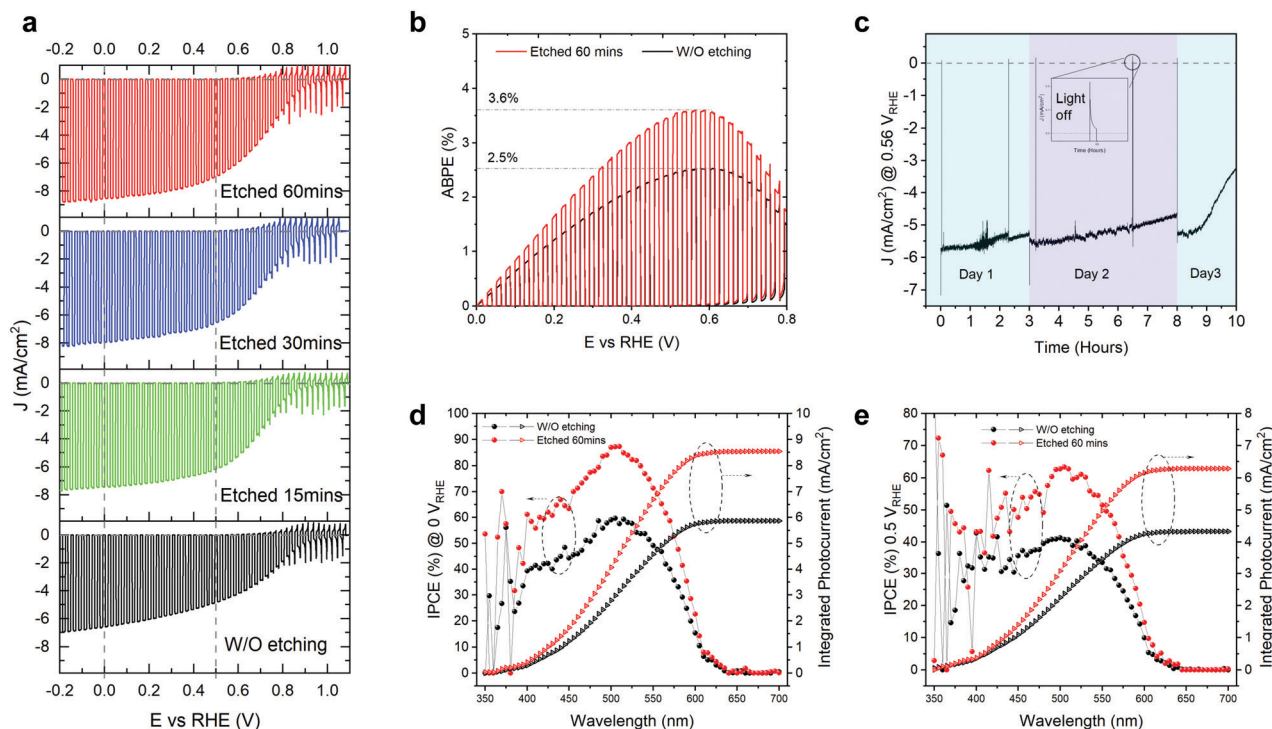 a
-0.2 0.0 0.2 0.4 0.6 0.8 1.0
0
-2
-4
-6
-8
Etched 60mins
0
-2
-4
-6
-8
Etched 30mins
0
-2
-4
-6
-8
Etched 15mins
0
-2
-4
-6
-8
W/O etching
-0.2 0.0 0.2 0.4 0.6 0.8 1.0
J (mA/cm²)
E vs RHE (V)
b
Etched 60 mins
W/O etching
5
4
3
2
1
0
3.6%
2.5%
0.0 0.2 0.4 0.6 0.8
ABPE (%)
E vs RHE (V)
c
1
0
-1
-2
-3
-4
-5
-6
-7
Light
off
J (mA/cm²)
Time (Hours)
Day 1
Day 2
Day3
0 1 2 3 4 5 6 7 8 9 10
J (mA/cm²) @ 0.56 VRHE
Time (Hours)
d
W/O etching
Etched 60mins
100
90
80
70
60
50
40
30
20
10
0
10
9
8
7
6
5
4
3
2
1
0
350 400 450 500 550 600 650 700
IPCE (%) @ 0 VRHE
Integrated Photocurrent (mA/cm²)
Wavelength (nm)
e
W/O etching
Etched 60 mins
80
70
60
50
40
30
20
10
0
8
7
6
5
4
3
2
1
0
350 400 450 500 550 600 650 700
IPCE (%) 0.5 VRHE
Integrated Photocurrent (mA/cm²)
Wavelength (nm)